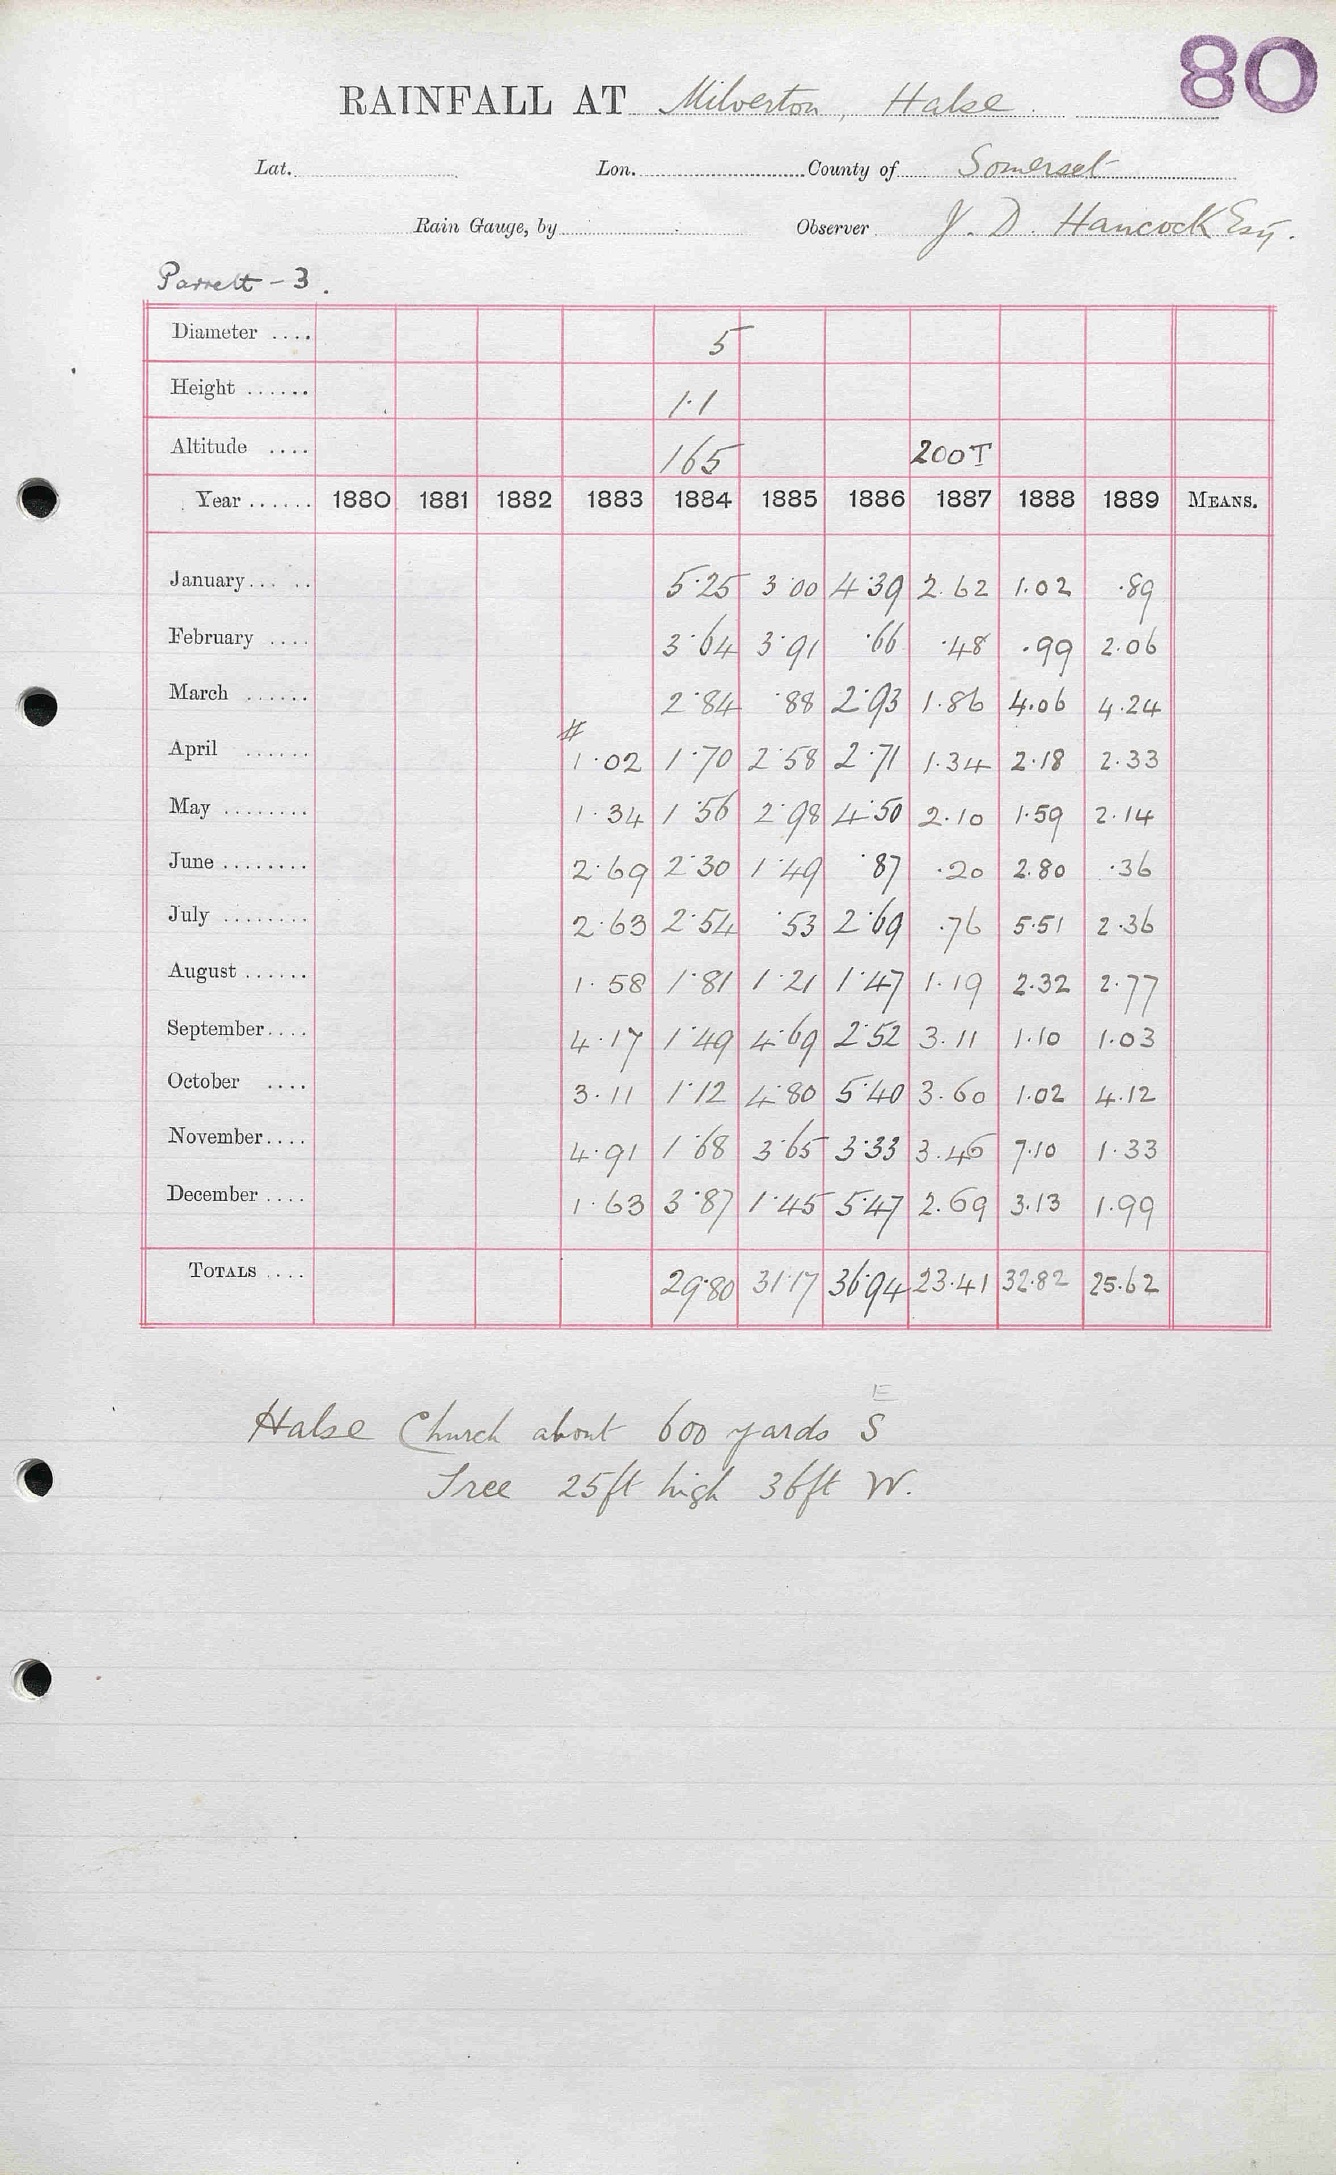 80
RAINFALL AT Milverton, Halse.
Lat. Lon. County of Somerset
Rain Gauge, by Observer J. D. Hancock Esq.
Parrett - 3.
Diameter .... 5
Height ...... 1·1
Altitude .... 165 200T
Year ...... 1880 1881 1882 1883 1884 1885 1886 1887 1888 1889 MEANS.
January ... .. 5·25 3·00 4·39 2.62 1.02 ·89
February .... 3·64 3·91 ·66 ·48 .99 2.06
March ...... 2·84 ·88 2·93 1.86 4.06 4.24
#
April ...... 1·02 1·70 2·58 2·71 1.34 2.18 2.33
May ........ 1·34 1·56 2·98 4·50 2.10 1.59 2.14
June ........ 2·69 2·30 1·49 ·87 ·20 2.80 ·36
July ........ 2·63 2·54 ·53 2·69 .76 5.51 2.36
August ...... 1·58 1·81 1·21 1·47 1.19 2.32 2.77
September.... 4·17 1·49 4·69 2·52 3.11 1.10 1.03
October .... 3·11 1·12 4·80 5·40 3.60 1.02 4.12
November.... 4·91 1·68 3·65 3·33 3.46 7.10 1.33
December .... 1·63 3·87 1·45 5·47 2.69 3.13 1.99
TOTALS .... 29·80 31·17 36·94 23.41 32.82 25.62
E
Halse Church about 600 yards S
Tree 25ft high 36ft W.